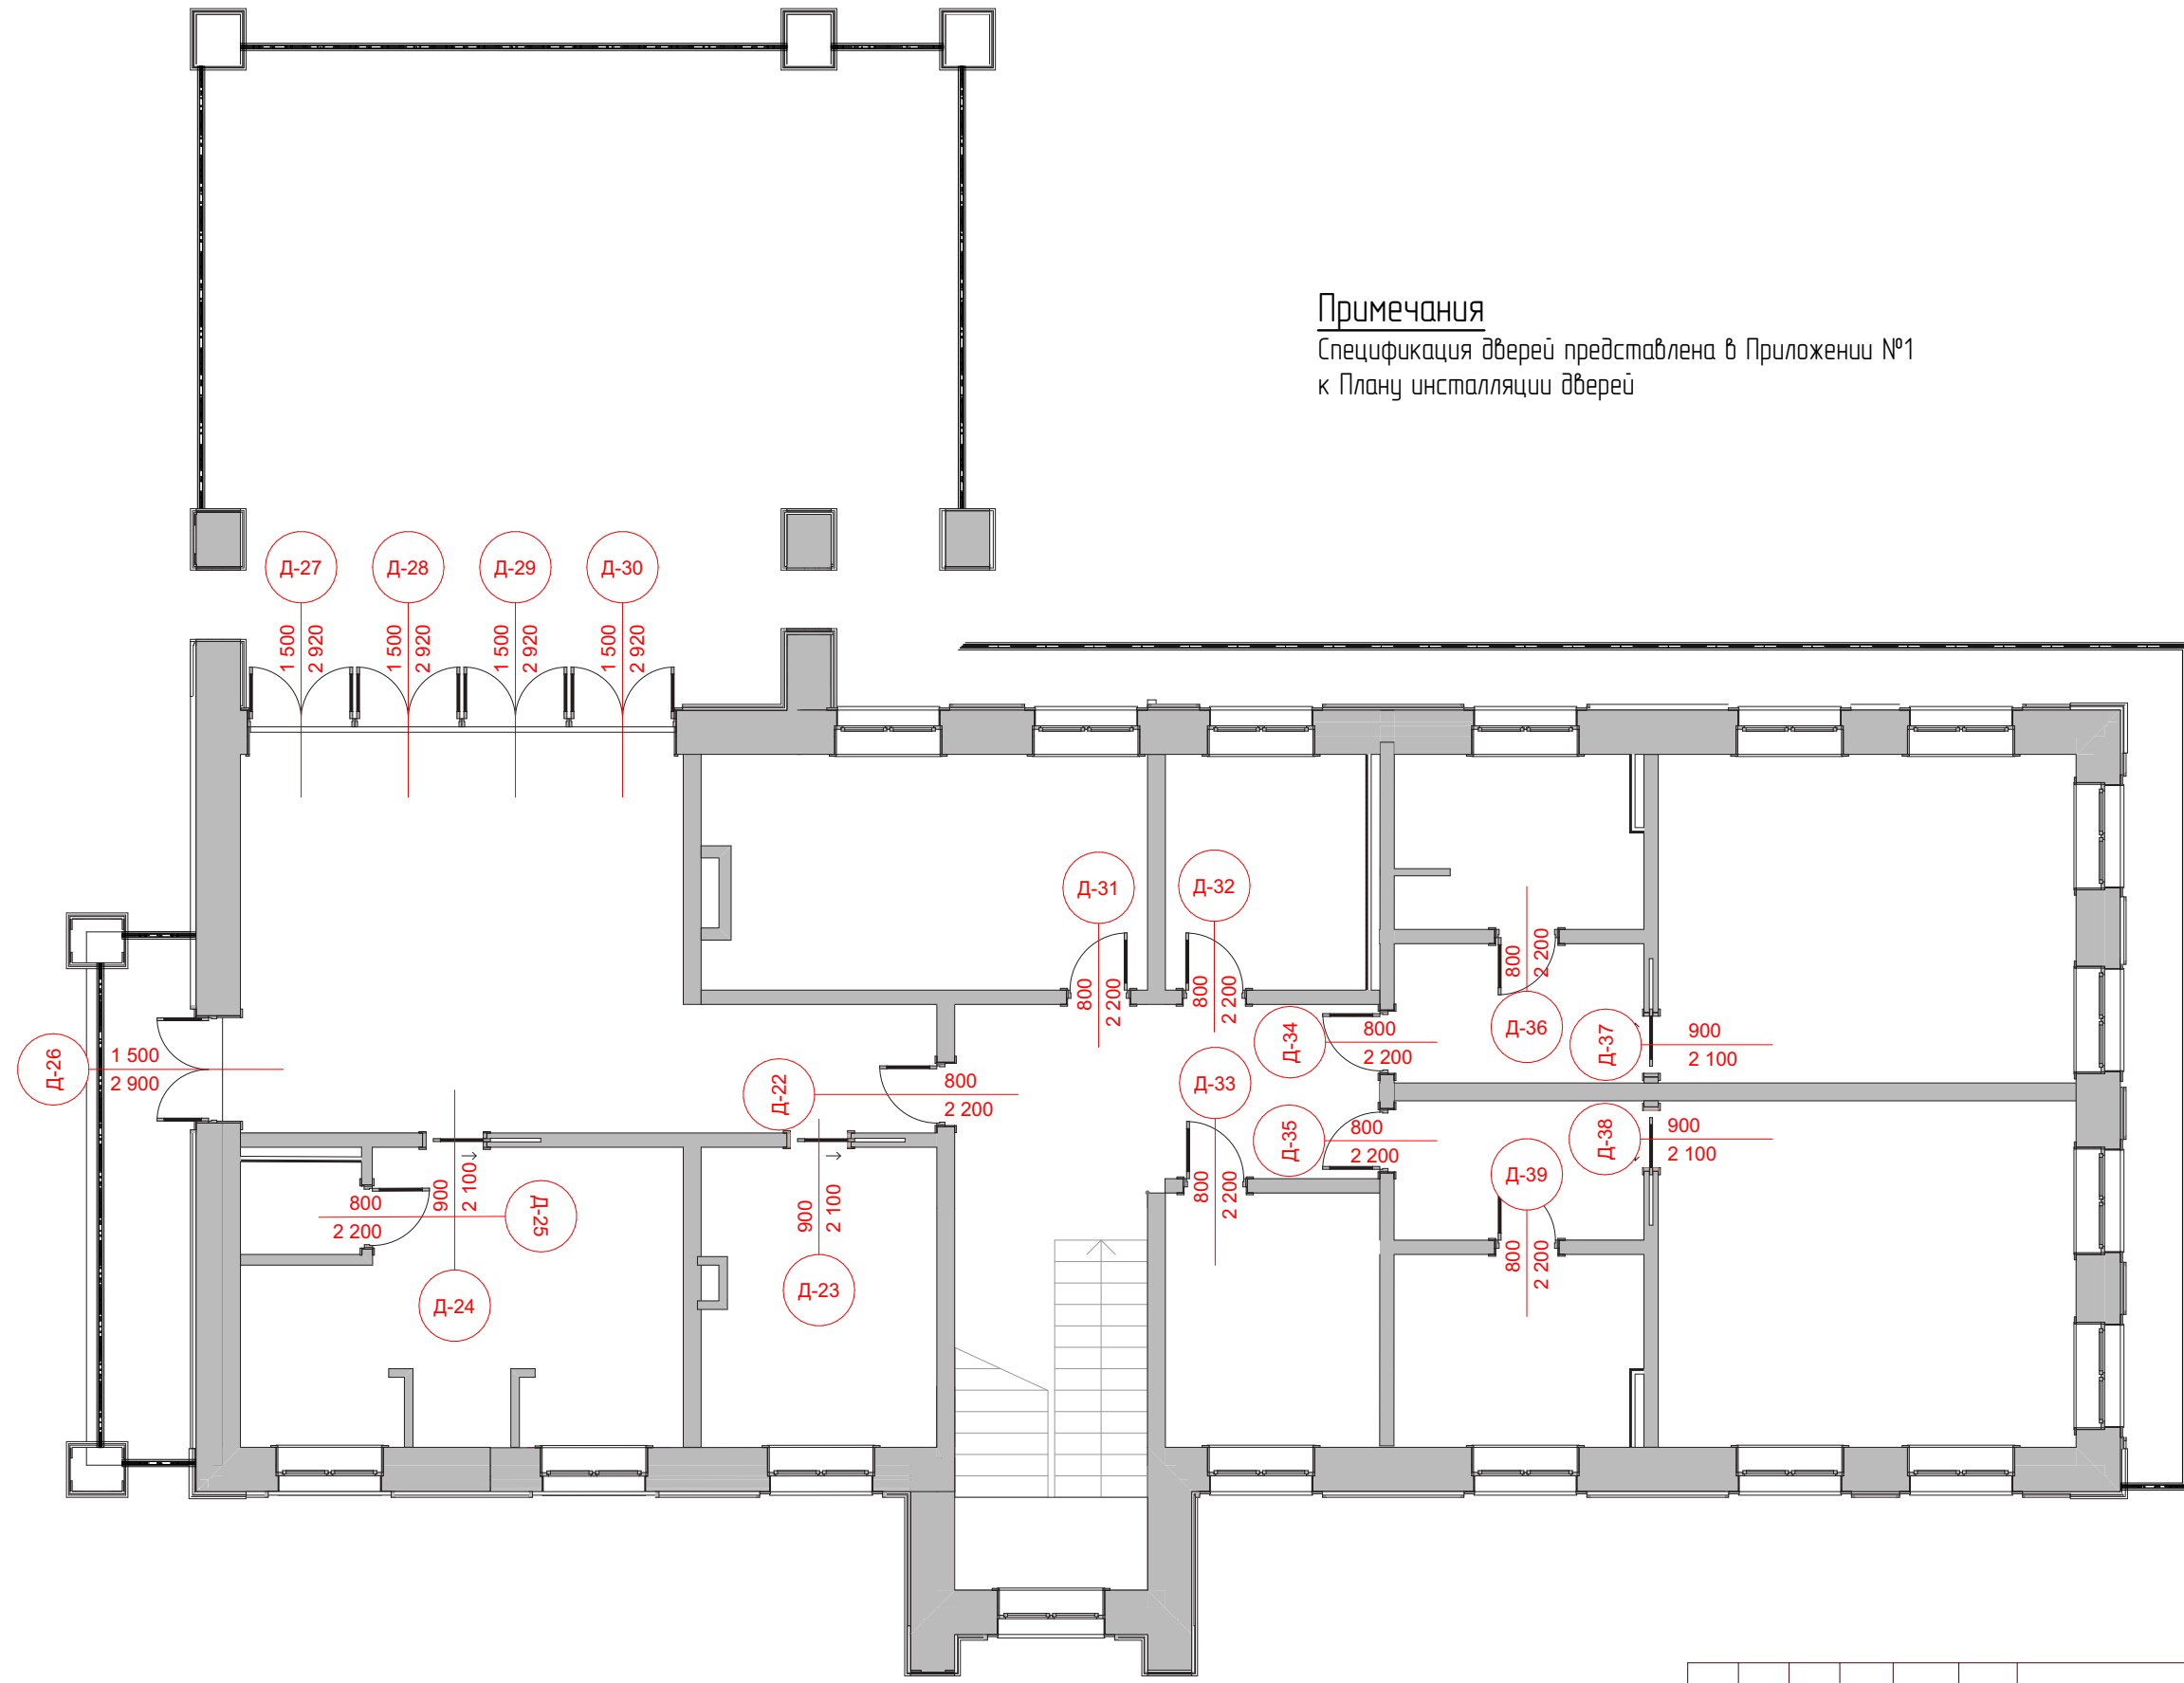 Примечания
Спецификация дверей представлена в Приложении №1
к Плану инсталляции дверей
Д-27
1 500
2 920
Д-28
1 500
2 920
Д-29
1 500
2 920
Д-30
1 500
2 920
Д-31
800
2 200
Д-32
800
2 200
Д-36
800
2 200
Д-34
800
2 200
Д-37
900
2 100
Д-26
1 500
2 900
Д-22
800
2 200
Д-33
800
2 200
Д-35
800
2 200
Д-38
900
2 100
Д-39
800
2 200
Д-25
800
2 200
Д-24
900
2 100
Д-23
900
2 100